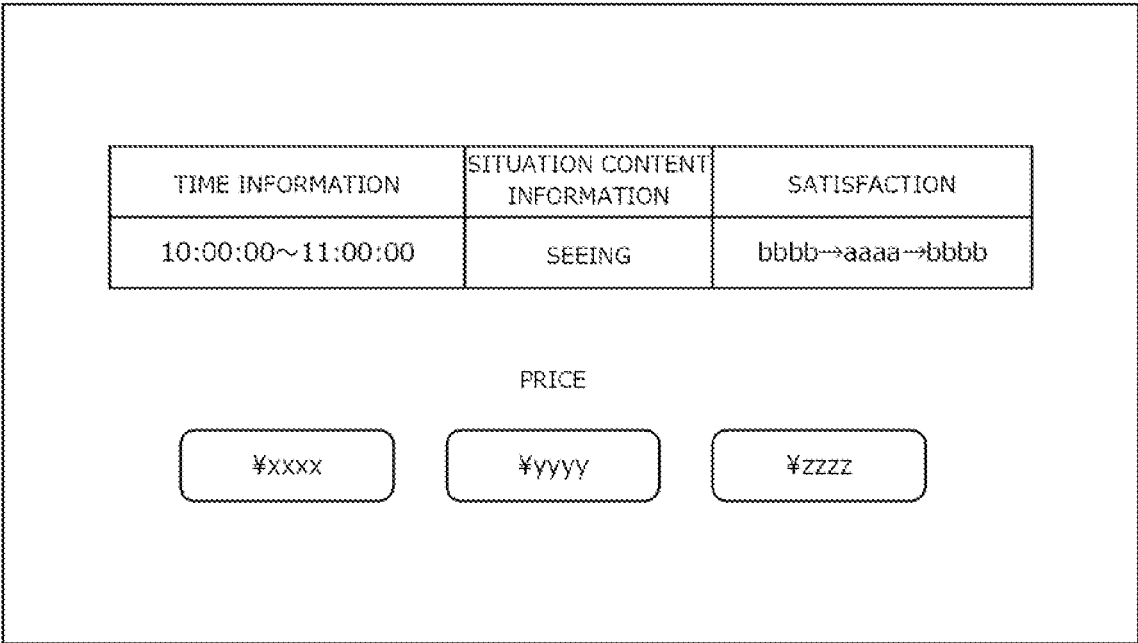 TIME INFORMATION
SITUATION CONTENT
INFORMATION
SATISFACTION
10:00:00～11:00:00
SEEING
bbbb→aaaa→bbbb
PRICE
¥xxxx
¥yyyy
¥zzzz